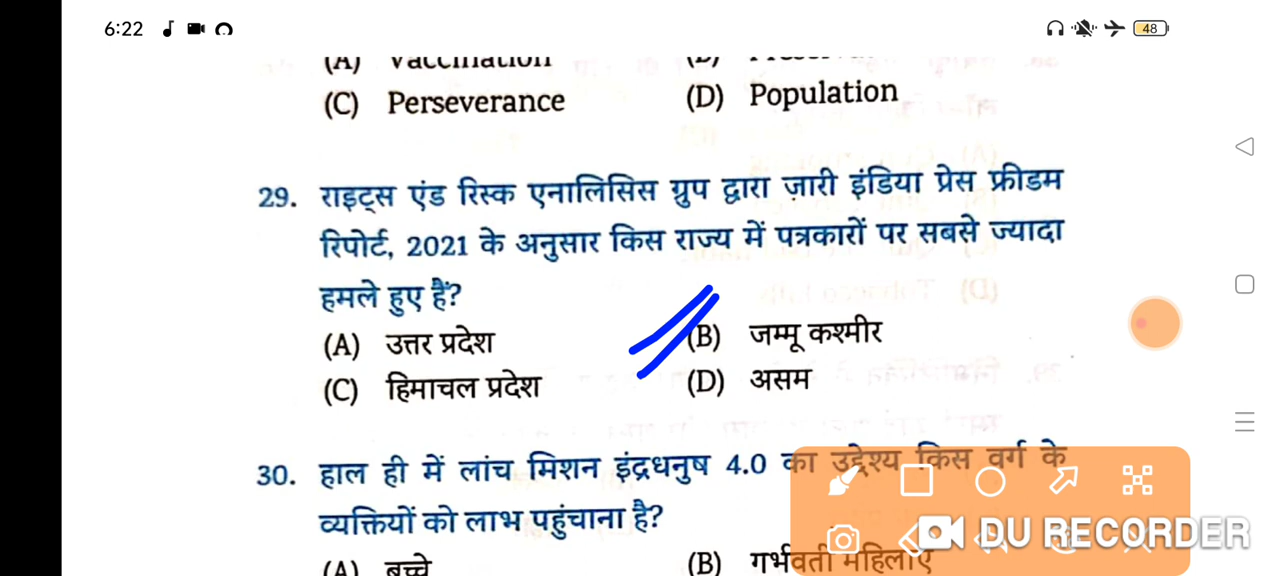 6:22
48
(A) Vaccination
(C) Perseverance (D) Population
29. राइट्स एंड रिस्क एनालिसिस ग्रुप द्वारा जारी इंडिया प्रेस फ्रीडम
रिपोर्ट, 2021 के अनुसार किस राज्य में पत्रकारों पर सबसे ज्यादा
हमले हुए हैं?
(A) उत्तर प्रदेश (B) जम्मू कश्मीर
(C) हिमाचल प्रदेश (D) असम
30. हाल ही में लांच मिशन इंद्रधनुष 4.0 का उद्देश्य किस वर्ग के
व्यक्तियों को लाभ पहुंचाना है?
DU RECORDER
(A) बच्चे (B) गर्भवती महिलाएं